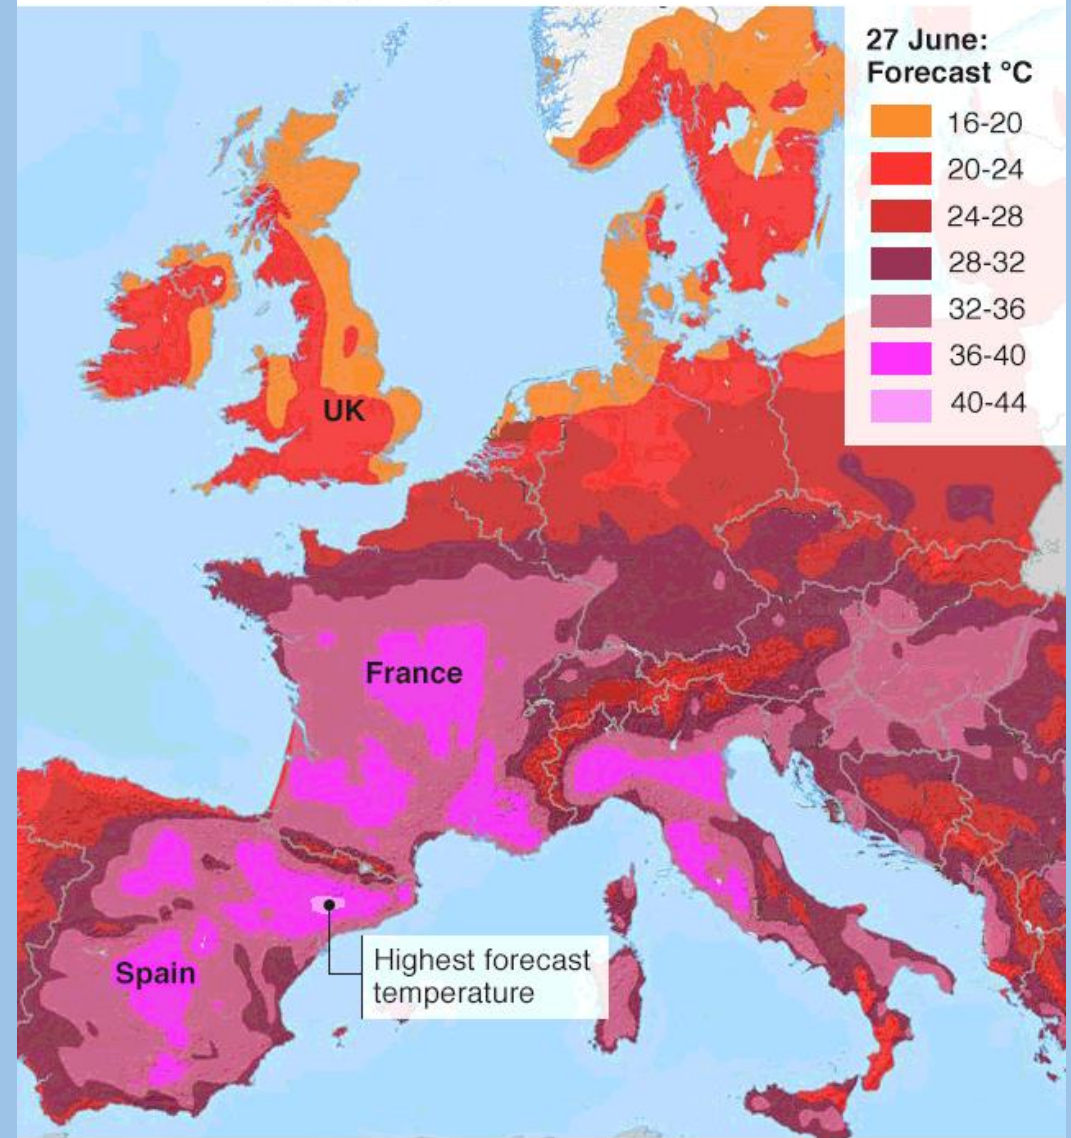 27 June:
Forecast °C
16-20
20-24
24-28
28-32
32-36
36-40
40-44
UK
France
Spain
Highest forecast
temperature